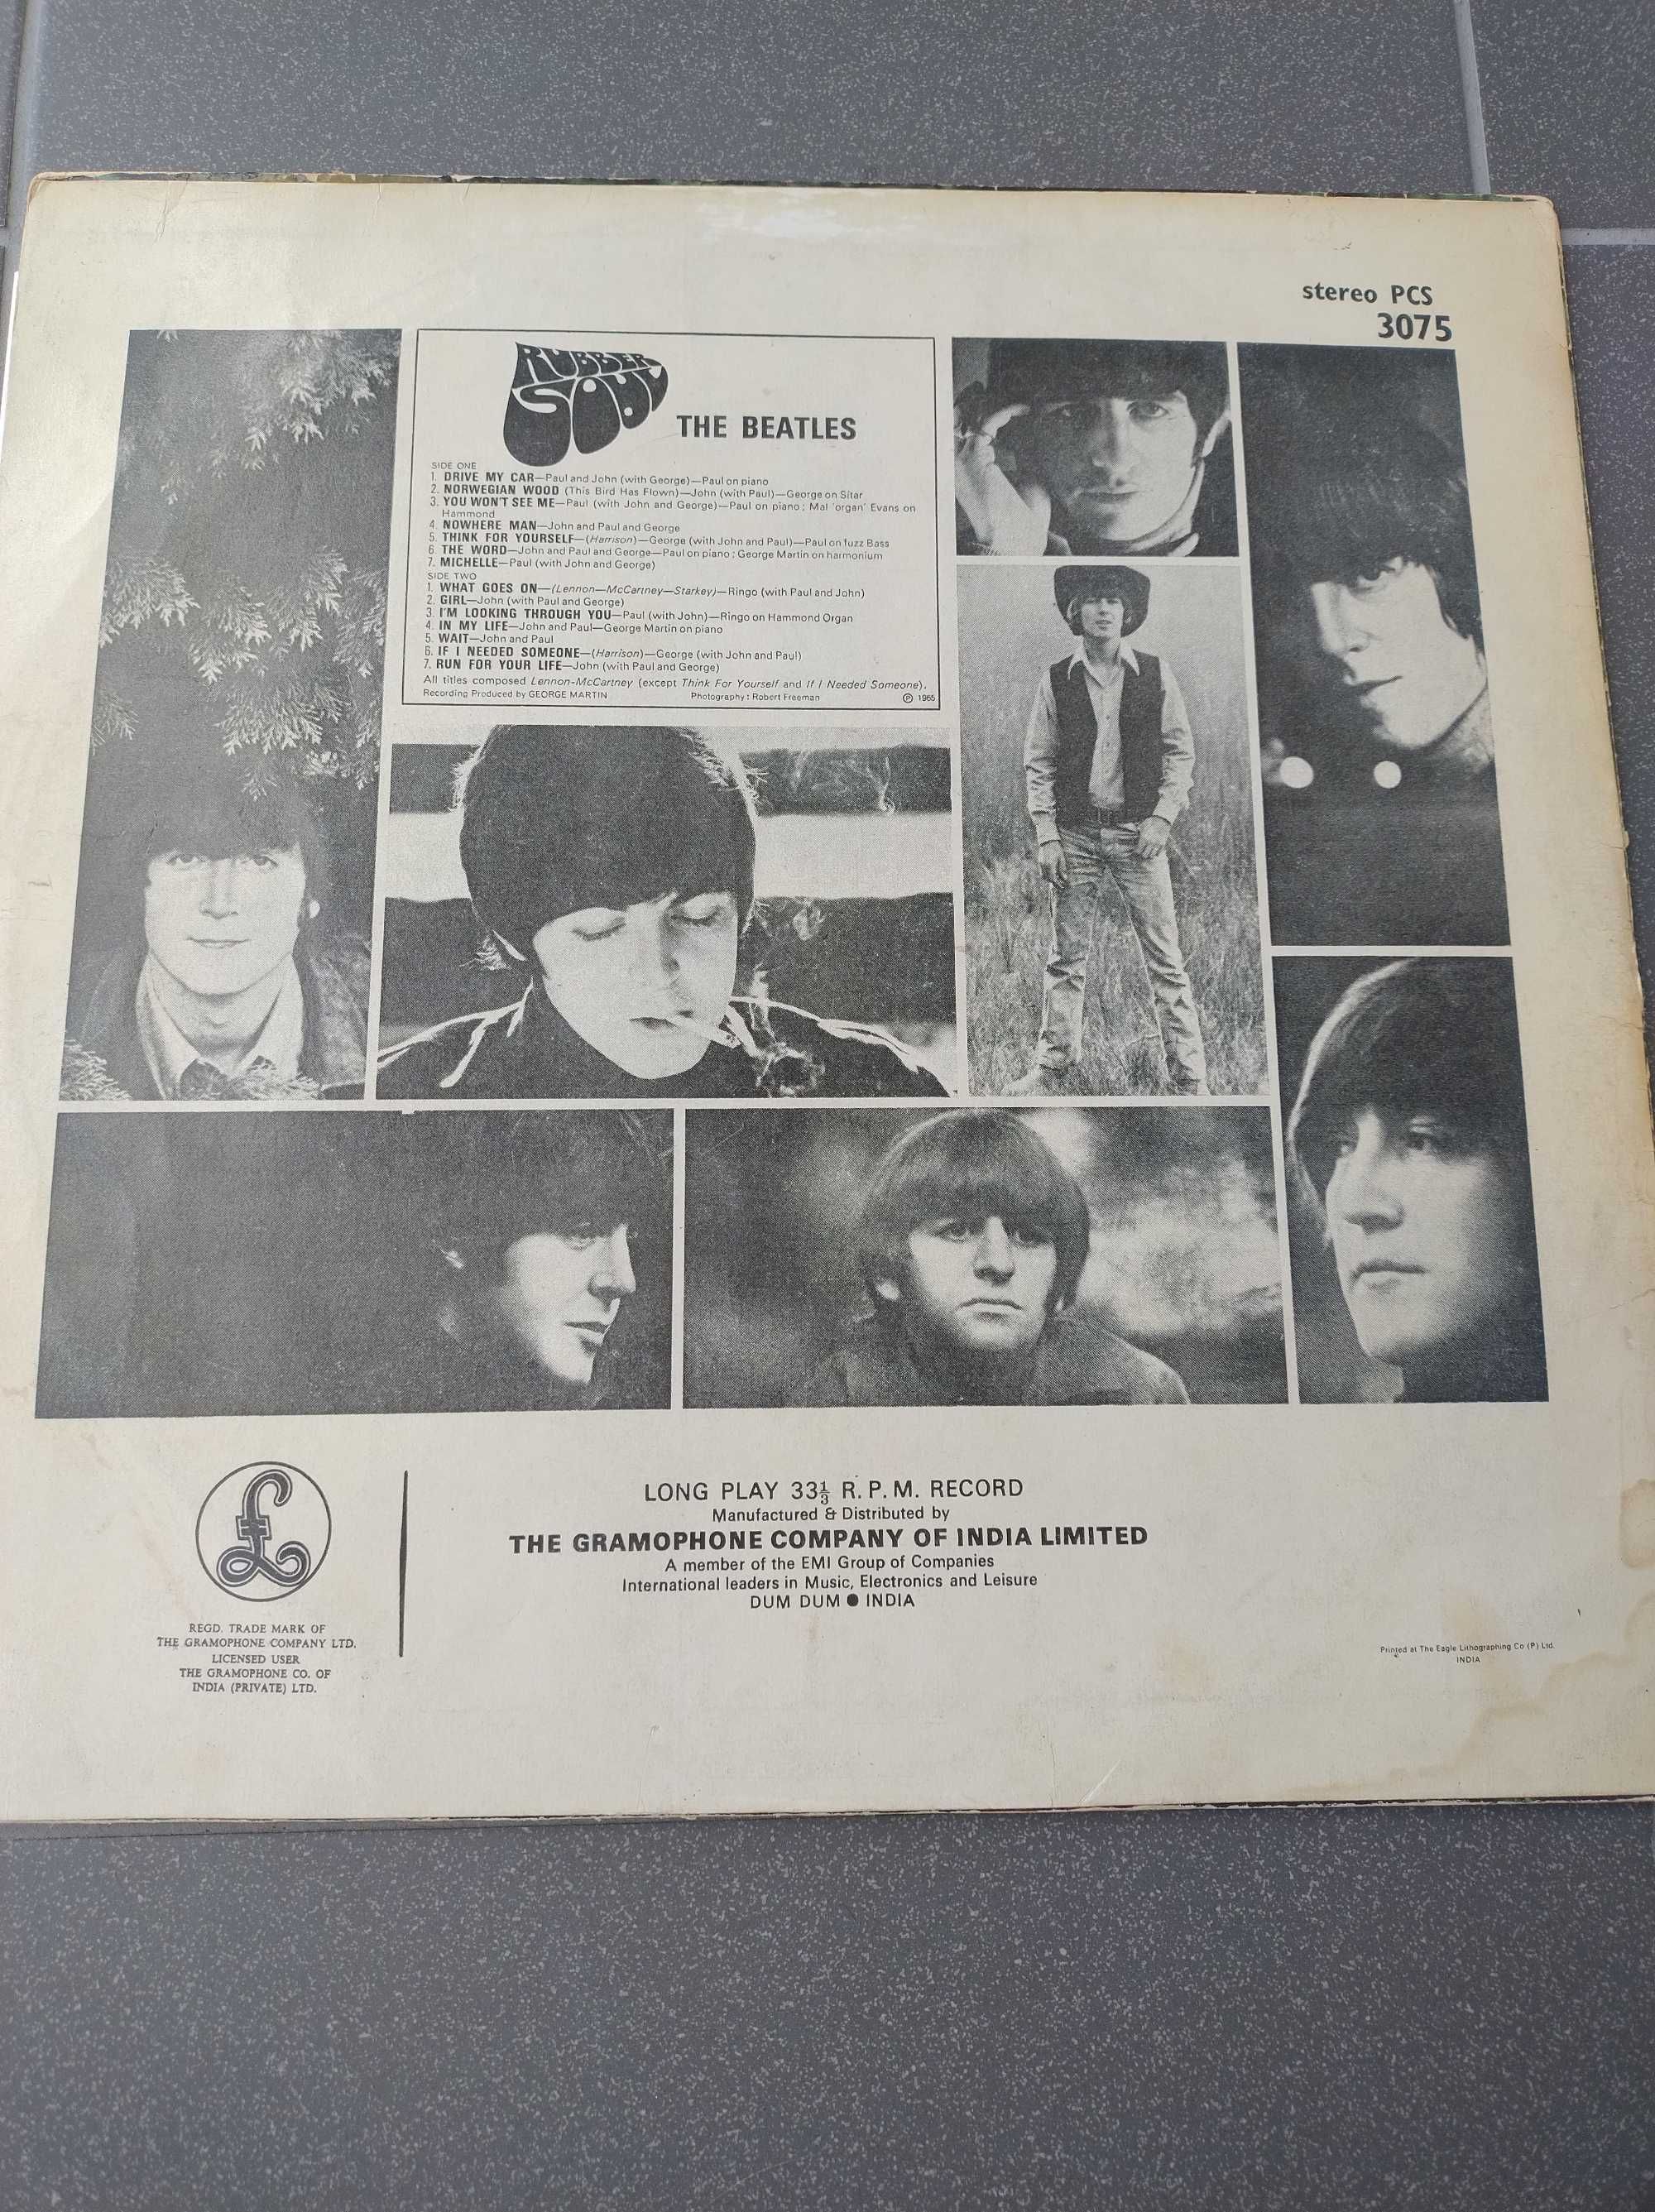 stereo PCS
3075
RUBBER
SOUL
THE BEATLES
SIDE ONE
1. DRIVE MY CAR—Paul and John (with George)—Paul on piano
2. NORWEGIAN WOOD (This Bird Has Flown)—John (with Paul)—George on Sitar
3. YOU WON'T SEE ME—Paul (with John and George)—Paul on piano; Mal 'organ' Evans on
Hammond
4. NOWHERE MAN—John and Paul and George
5. THINK FOR YOURSELF—(Harrison)—George (with John and Paul)—Paul on fuzz Bass
6. THE WORD—John and Paul and George—Paul on piano; George Martin on harmonium
7. MICHELLE—Paul (with John and George)
SIDE TWO
1. WHAT GOES ON—(Lennon—McCartney—Starkey)—Ringo (with Paul and John)
2. GIRL—John (with Paul and George)
3. I'M LOOKING THROUGH YOU—Paul (with John)—Ringo on Hammond Organ
4. IN MY LIFE—John and Paul—George Martin on piano
5. WAIT—John and Paul
6. IF I NEEDED SOMEONE—(Harrison)—George (with John and Paul)
7. RUN FOR YOUR LIFE—John (with Paul and George)
All titles composed Lennon-McCartney (except Think For Yourself and If I Needed Someone).
Recording Produced by GEORGE MARTIN Photography: Robert Freeman ℗ 1965
£
REGD. TRADE MARK OF
THE GRAMOPHONE COMPANY LTD.
LICENSED USER
THE GRAMOPHONE CO. OF
INDIA (PRIVATE) LTD.
LONG PLAY 33⅓ R.P.M. RECORD
Manufactured & Distributed by
THE GRAMOPHONE COMPANY OF INDIA LIMITED
A member of the EMI Group of Companies
International leaders in Music, Electronics and Leisure
DUM DUM ● INDIA
Printed at The Eagle Lithographing Co (P) Ltd.
INDIA